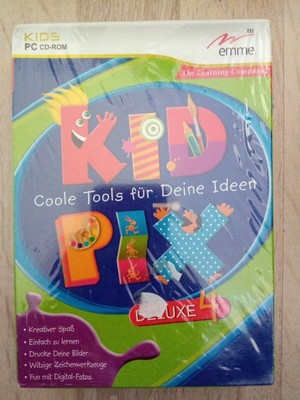 KIDS
PC CD-ROM
emme
The Learning Company
KID
Coole Tools für Deine Ideen
PIX
DELUXE 4
• Kreativer Spaß
• Einfach zu lernen
• Drucke Deine Bilder
• Witzige Zeichenwerkzeuge
• Fun mit Digital-Fotos